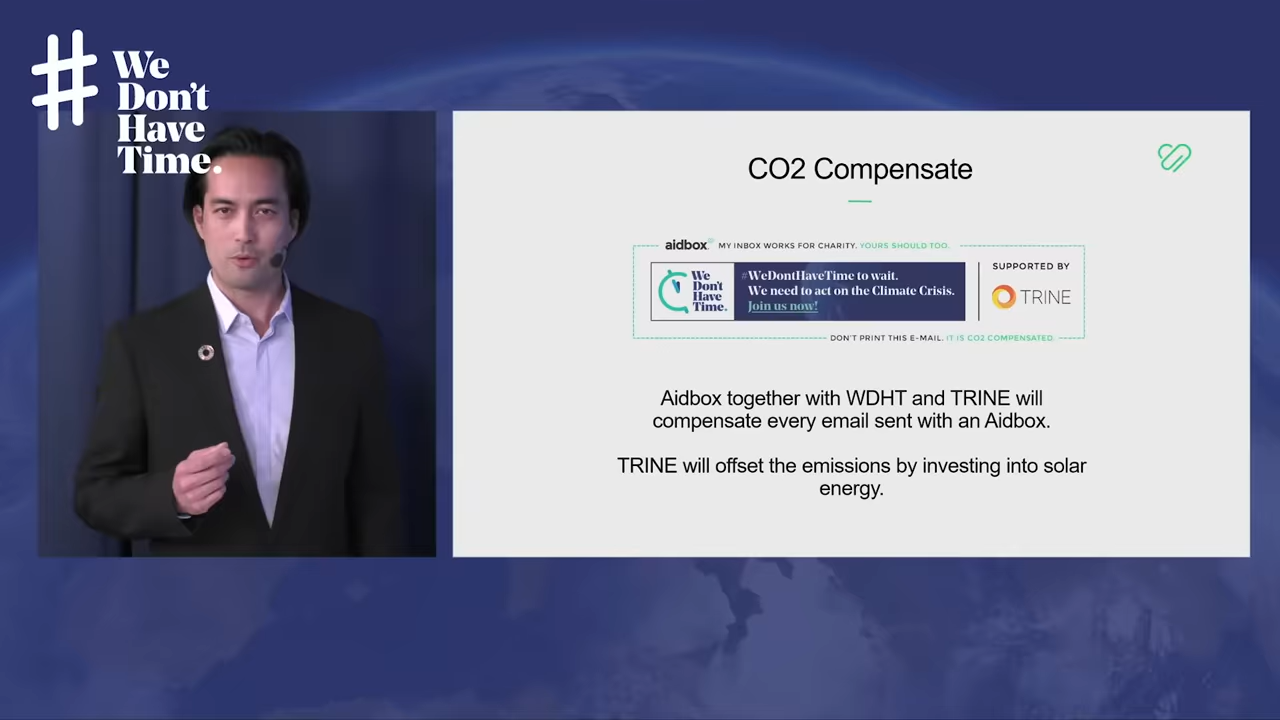 #We
Don't
Have
Time.
CO2 Compensate
aidbox. MY INBOX WORKS FOR CHARITY. YOURS SHOULD TOO.
We
Don't
Have
Time.
#WeDontHaveTime to wait.
We need to act on the Climate Crisis.
Join us now!
SUPPORTED BY
TRINE
DON'T PRINT THIS E-MAIL. IT IS CO2 COMPENSATED
Aidbox together with WDHT and TRINE will
compensate every email sent with an Aidbox.
TRINE will offset the emissions by investing into solar
energy.